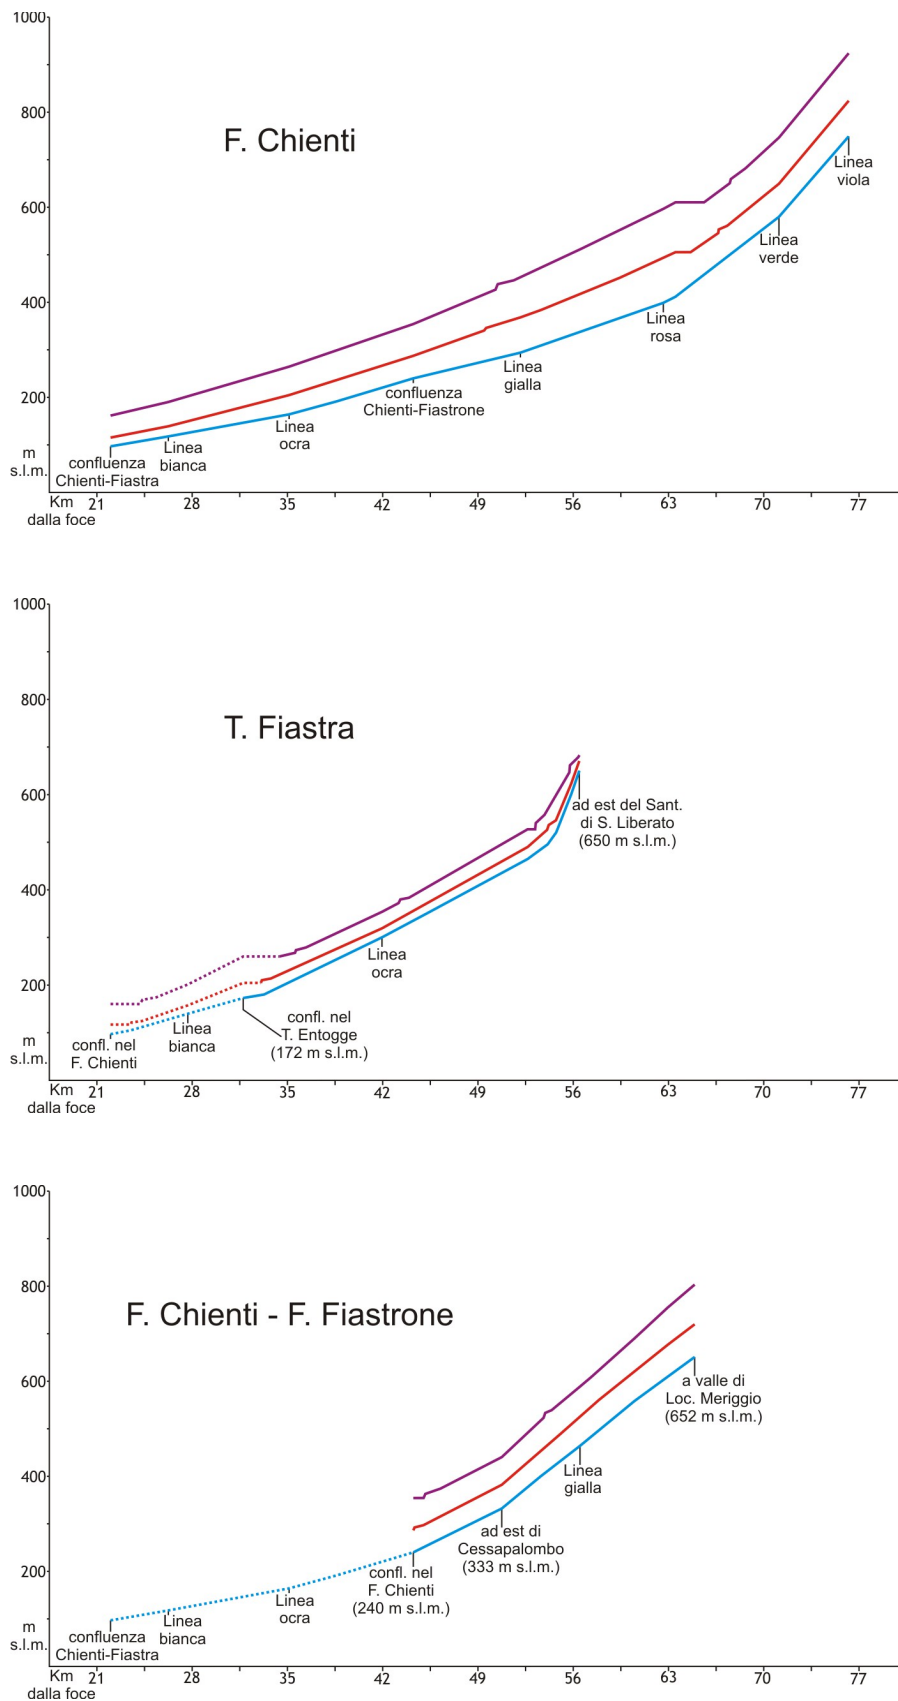 1000
800
600
400
200
m
s.l.m.
F. Chienti
Linea
viola
Linea
verde
Linea
rosa
Linea
gialla
confluenza
Chienti-Fiastrone
Linea
ocra
Linea
bianca
confluenza
Chienti-Fiastra
Km
dalla foce
21 28 35 42 49 56 63 70 77
1000
800
600
400
200
m
s.l.m.
T. Fiastra
ad est del Sant.
di S. Liberato
(650 m s.l.m.)
Linea
ocra
confl. nel
T. Entogge
(172 m s.l.m.)
Linea
bianca
confl. nel
F. Chienti
Km
dalla foce
21 28 35 42 49 56 63 70 77
1000
800
600
400
200
m
s.l.m.
F. Chienti - F. Fiastrone
a valle di
Loc. Meriggio
(652 m s.l.m.)
Linea
gialla
ad est di
Cessapalombo
(333 m s.l.m.)
confl. nel
F. Chienti
(240 m s.l.m.)
Linea
ocra
Linea
bianca
confluenza
Chienti-Fiastra
Km
dalla foce
21 28 35 42 49 56 63 70 77